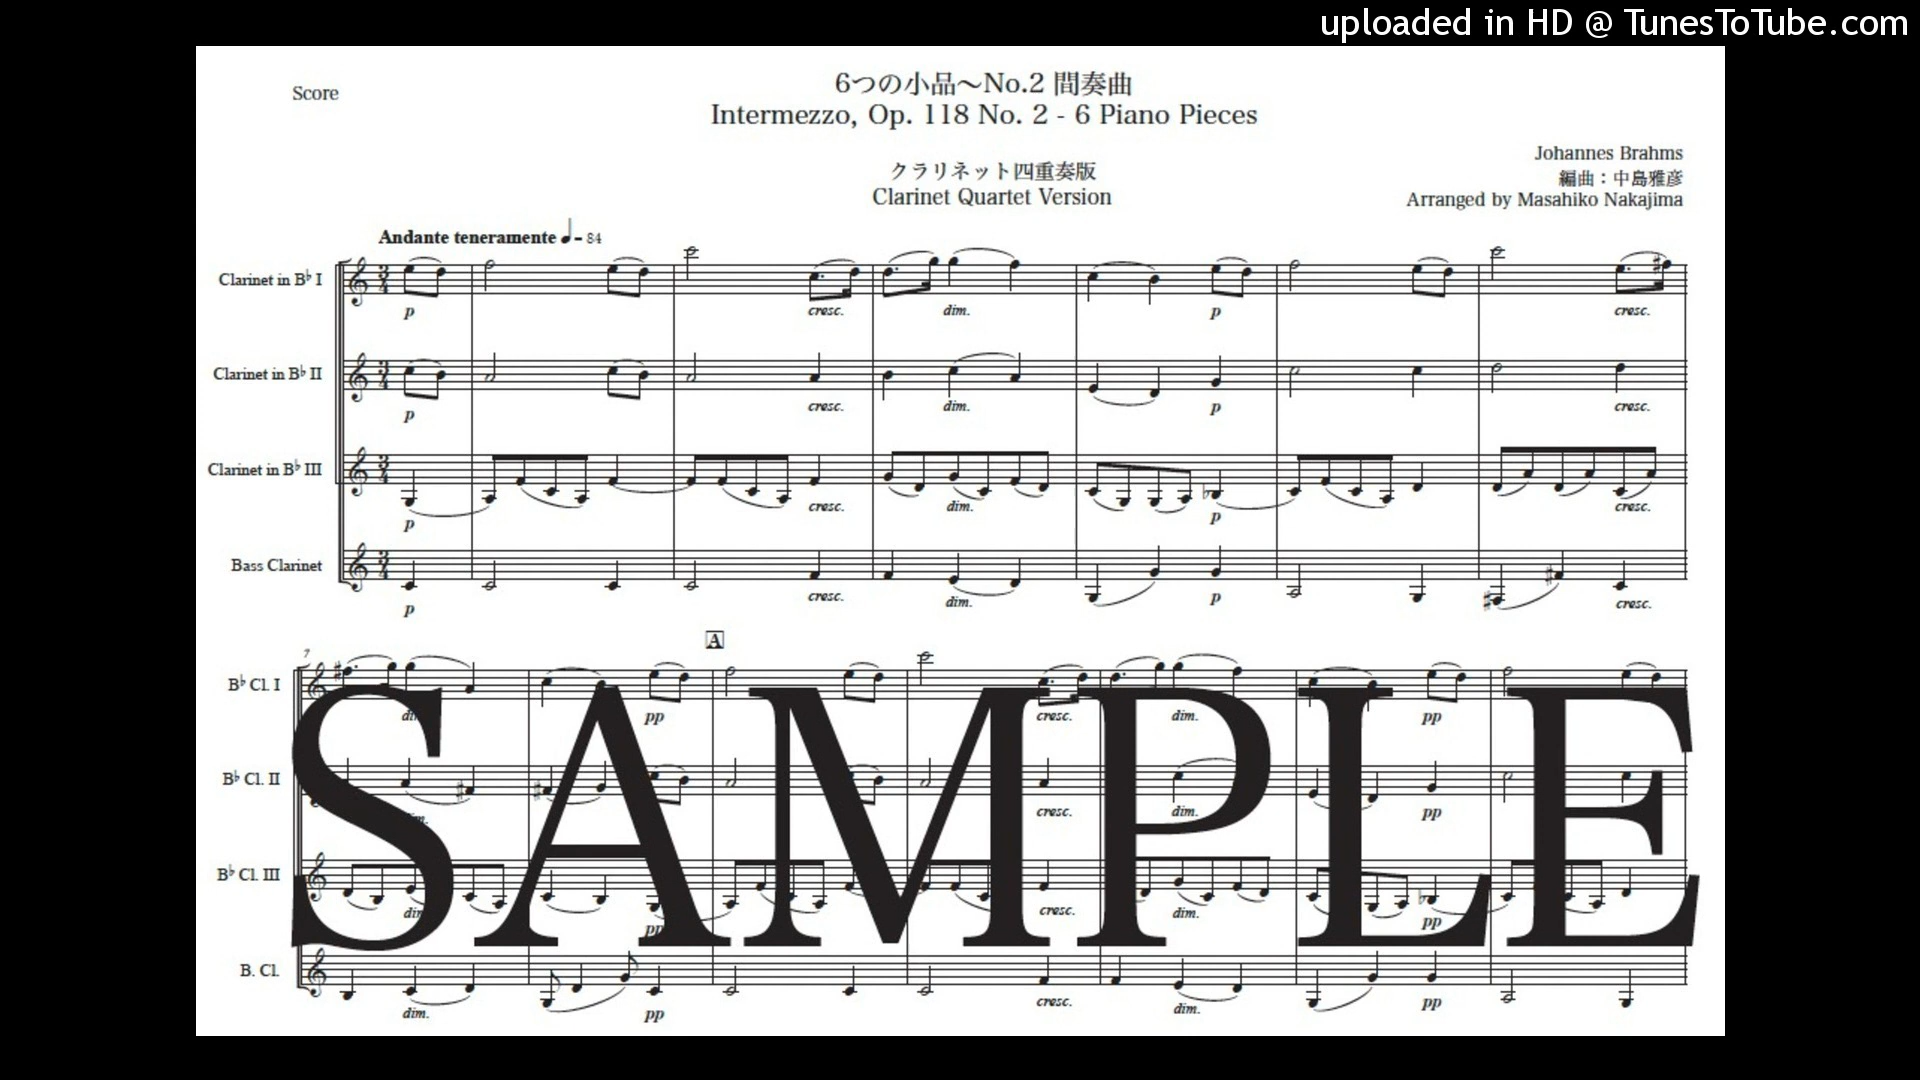 uploaded in HD @ TunesToTube.com
Score
6つの小品～No.2 間奏曲
Intermezzo, Op. 118 No. 2 - 6 Piano Pieces
クラリネット四重奏版
Clarinet Quartet Version
Johannes Brahms
編曲：中島雅彦
Arranged by Masahiko Nakajima
Andante teneramente ♩= 84
Clarinet in B♭ I
p cresc. dim. p cresc.
Clarinet in B♭ II
p cresc. dim. p cresc.
Clarinet in B♭ III
p cresc. dim. p cresc.
Bass Clarinet
p cresc. dim. p cresc.
7 A
B♭ Cl. I
pp cresc. dim. pp
B♭ Cl. II
cresc. dim. pp
B♭ Cl. III
pp cresc. dim. pp
B. Cl.
dim. pp cresc. dim. pp
SAMPLE